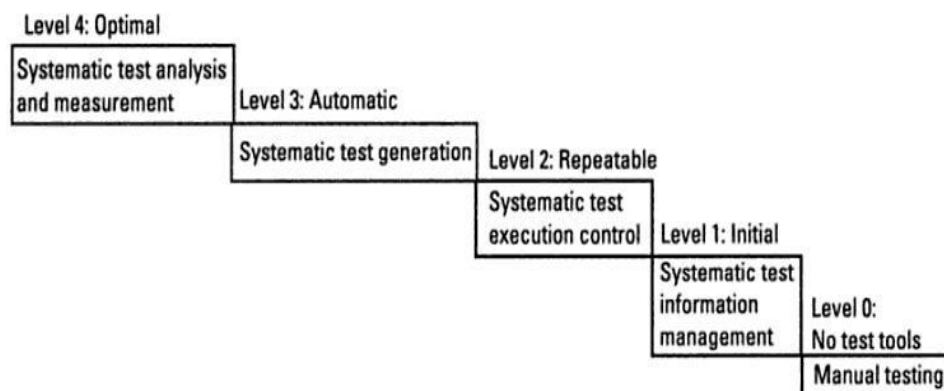 Level 4: Optimal
Systematic test analysis
and measurement
Level 3: Automatic
Systematic test generation
Level 2: Repeatable
Systematic test
execution control
Level 1: Initial
Systematic test
information
management
Level 0:
No test tools
Manual testing